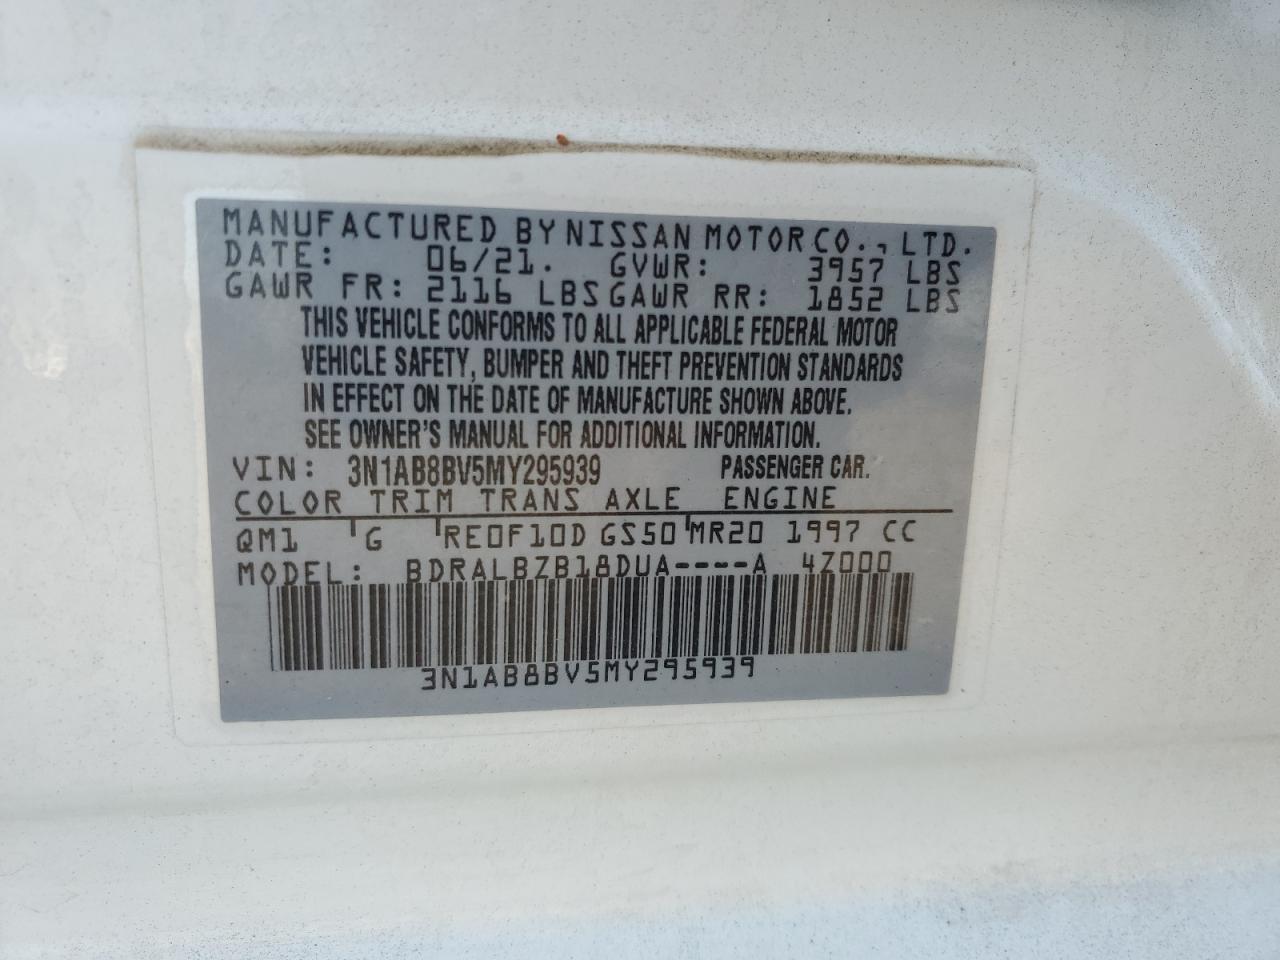 MANUFACTURED BY NISSAN MOTOR CO., LTD.
DATE: 06/21. GVWR: 3957 LBS
GAWR FR: 2116 LBS GAWR RR: 1852 LBS
THIS VEHICLE CONFORMS TO ALL APPLICABLE FEDERAL MOTOR
VEHICLE SAFETY, BUMPER AND THEFT PREVENTION STANDARDS
IN EFFECT ON THE DATE OF MANUFACTURE SHOWN ABOVE.
SEE OWNER'S MANUAL FOR ADDITIONAL INFORMATION.
VIN: 3N1AB8BV5MY295939 PASSENGER CAR.
COLOR TRIM TRANS AXLE ENGINE
QM1 G RE0F10D GS50 MR20 1997 CC
MODEL: BDRALBZB18DUA----A 4Z000
3N1AB8BV5MY295939